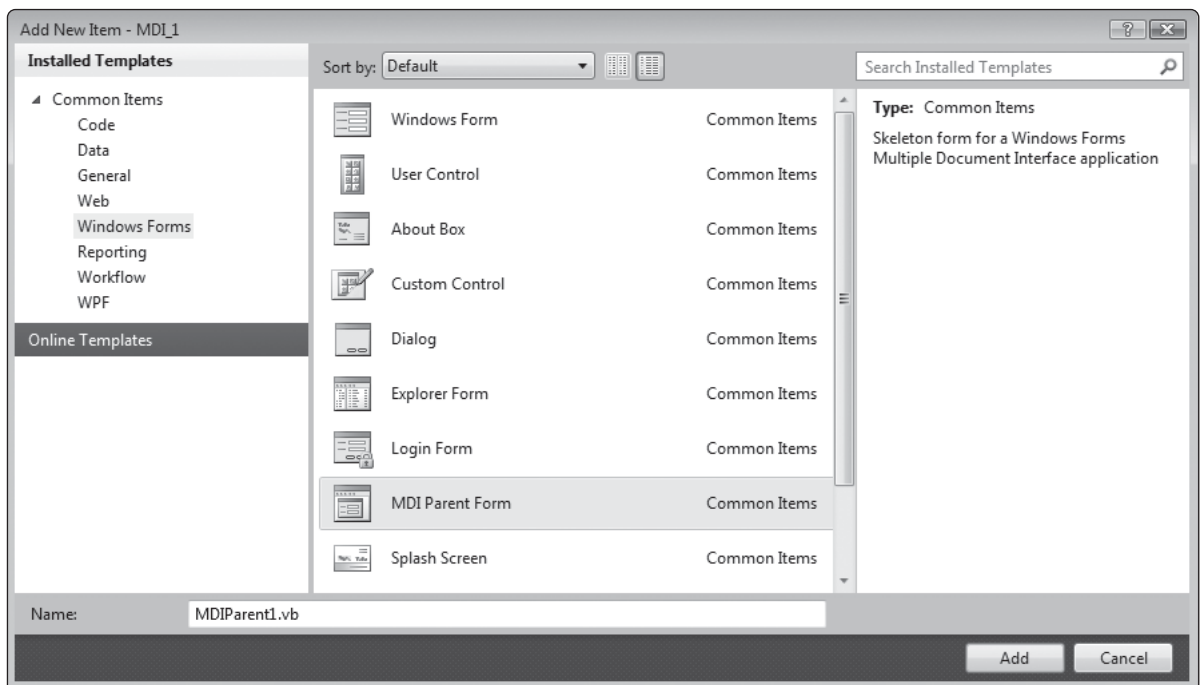 Add New Item - MDI_1
Installed Templates
Common Items
Code
Data
General
Web
Windows Forms
Reporting
Workflow
WPF
Online Templates
Sort by: Default
Windows Form Common Items
User Control Common Items
About Box Common Items
Custom Control Common Items
Dialog Common Items
Explorer Form Common Items
Login Form Common Items
MDI Parent Form Common Items
Splash Screen Common Items
Search Installed Templates
Type: Common Items
Skeleton form for a Windows Forms
Multiple Document Interface application
Name: MDIParent1.vb
Add Cancel